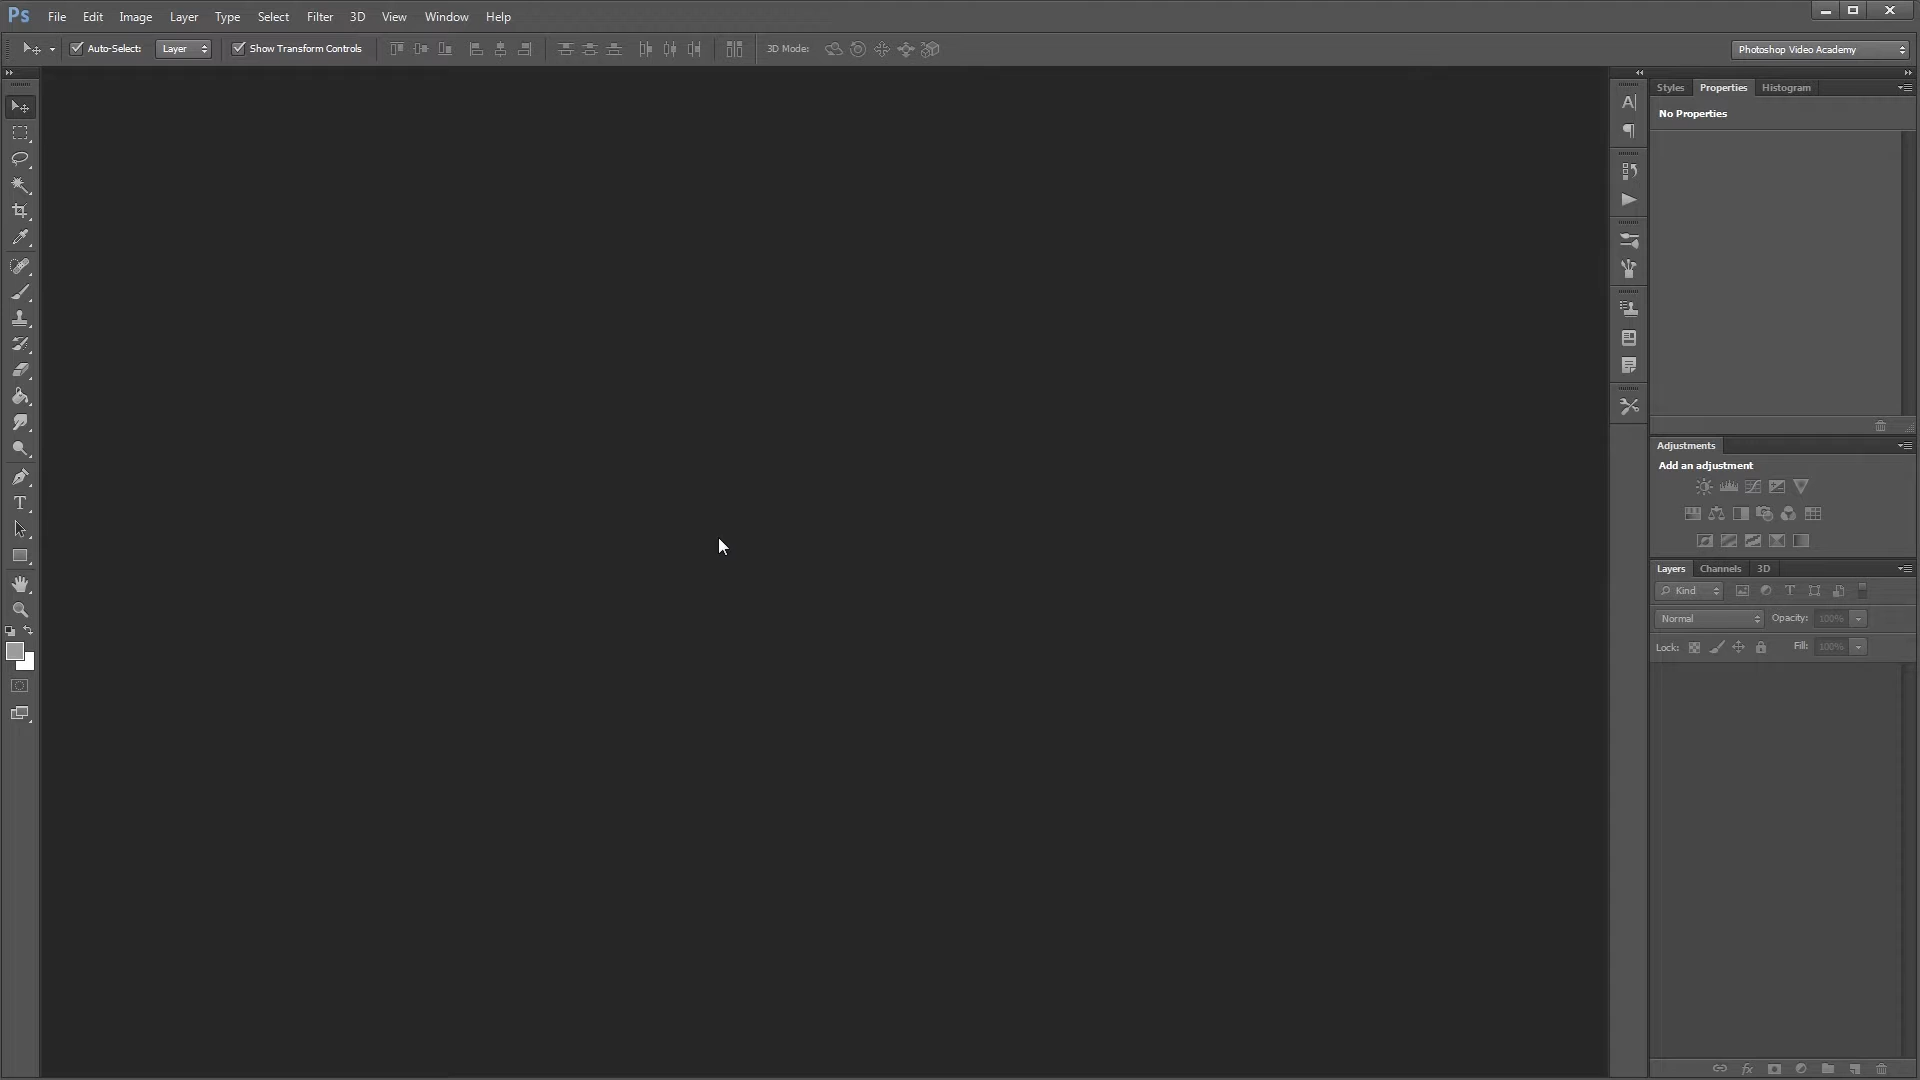 Ps File Edit Image Layer Type Select Filter 3D View Window Help
Auto-Select: Layer Show Transform Controls 3D Mode: Photoshop Video Academy
Styles Properties Histogram
No Properties
Adjustments
Add an adjustment
Layers Channels 3D
Kind
Normal Opacity: 100%
Lock: Fill: 100%